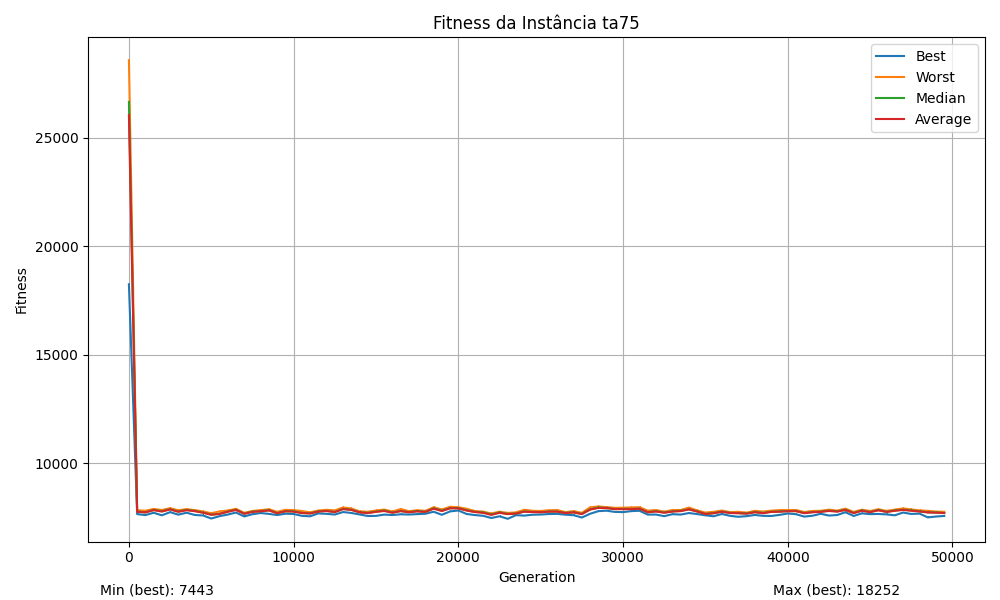 Fitness da Instância ta75
Best
Worst
Median
Average
Fitness
25000
20000
15000
10000
0
10000
20000
30000
40000
50000
Generation
Min (best): 7443
Max (best): 18252